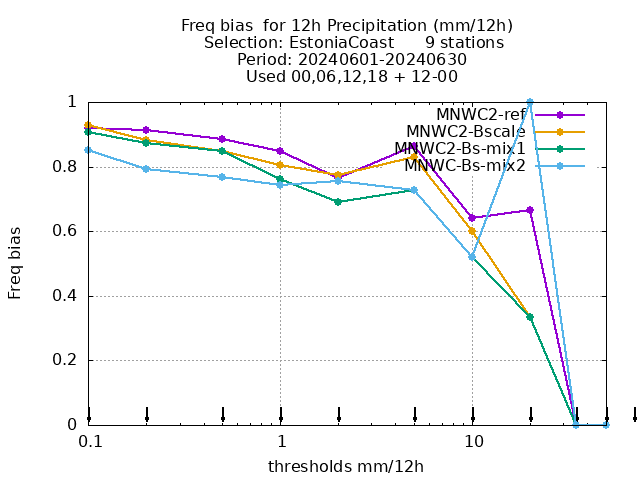 Freq bias  for 12h Precipitation (mm/12h)
Selection: EstoniaCoast      9 stations
Period: 20240601-20240630
Used 00,06,12,18 + 12-00
MNWC2-ref
MNWC2-Bscale
MNWC2-Bs-mix1
MNWC-Bs-mix2
1
0.8
0.6
0.4
0.2
0
Freq bias
0.1 1 10
thresholds mm/12h